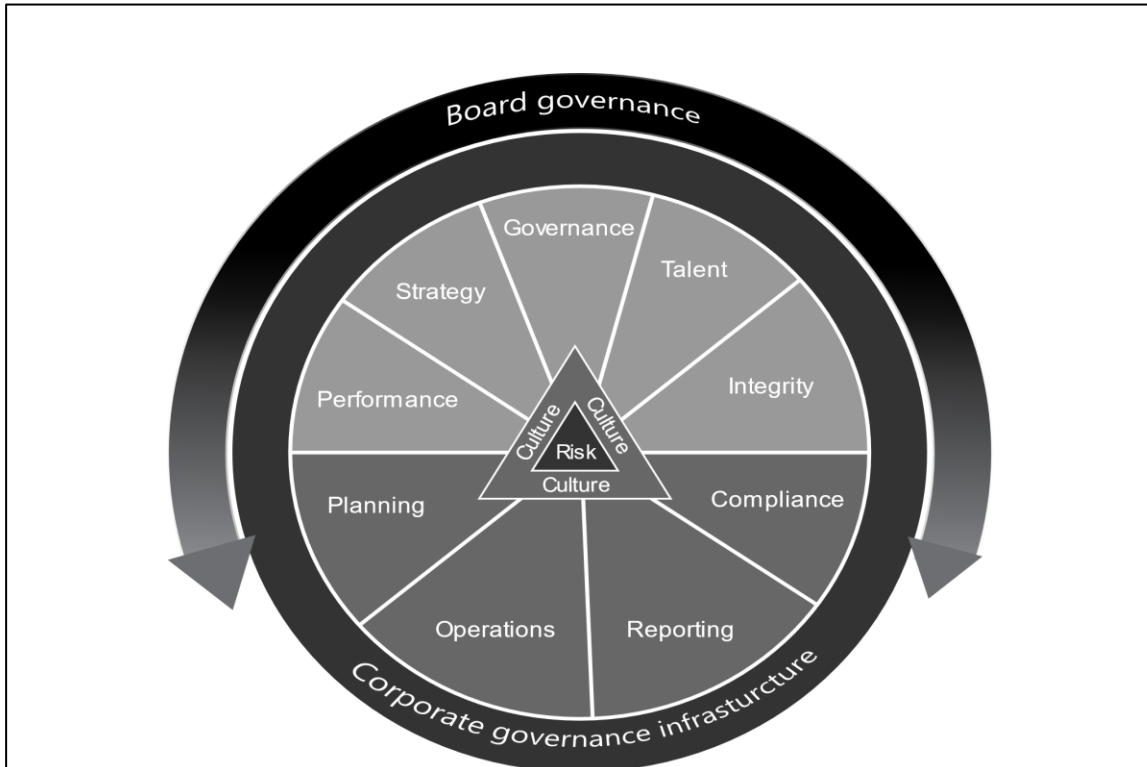 Board governance
Governance
Talent
Strategy
Integrity
Performance
Culture
Culture
Risk
Culture
Planning
Compliance
Operations
Reporting
Corporate governance infrasturcture